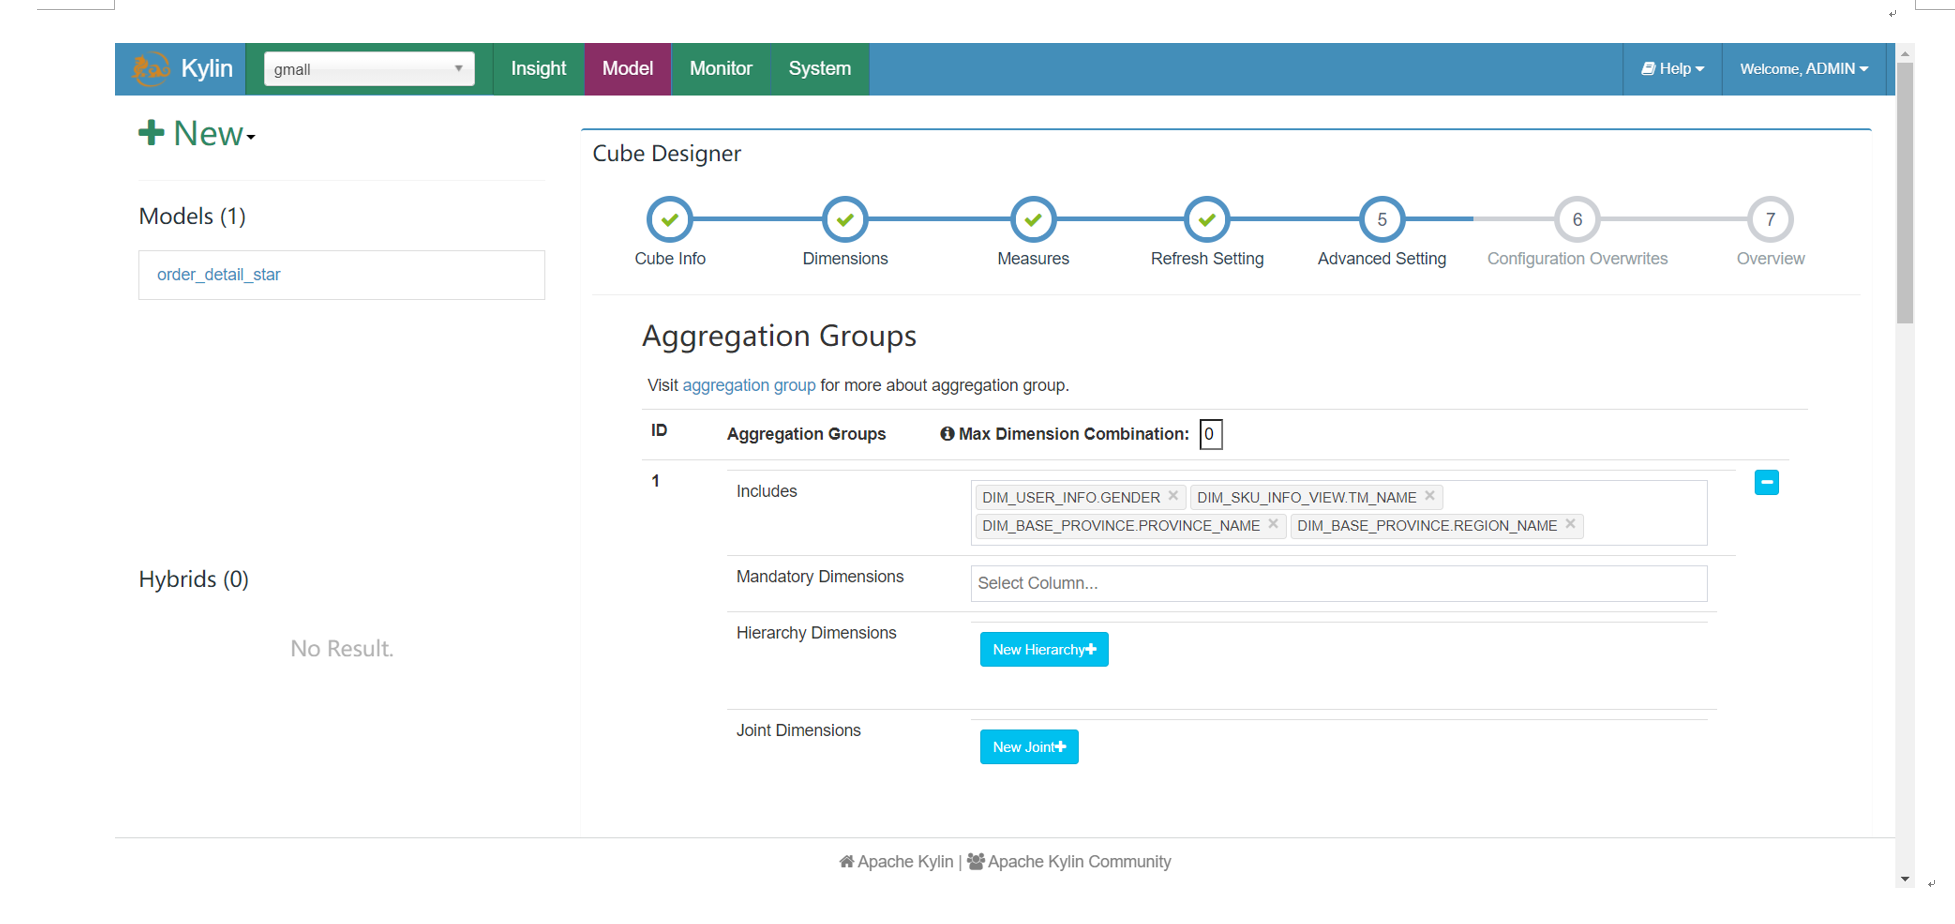 Kylin
gmall
Insight
Model
Monitor
System
Help
Welcome, ADMIN
New
Models (1)
order_detail_star
Hybrids (0)
No Result.
Cube Designer
5
6
7
Cube Info
Dimensions
Measures
Refresh Setting
Advanced Setting
Configuration Overwrites
Overview
Aggregation Groups
Visit aggregation group for more about aggregation group.
ID
Aggregation Groups
Max Dimension Combination: 0
1
Includes
DIM_USER_INFO.GENDER
DIM_SKU_INFO_VIEW.TM_NAME
DIM_BASE_PROVINCE.PROVINCE_NAME
DIM_BASE_PROVINCE.REGION_NAME
Mandatory Dimensions
Select Column...
Hierarchy Dimensions
New Hierarchy
Joint Dimensions
New Joint
Apache Kylin | Apache Kylin Community